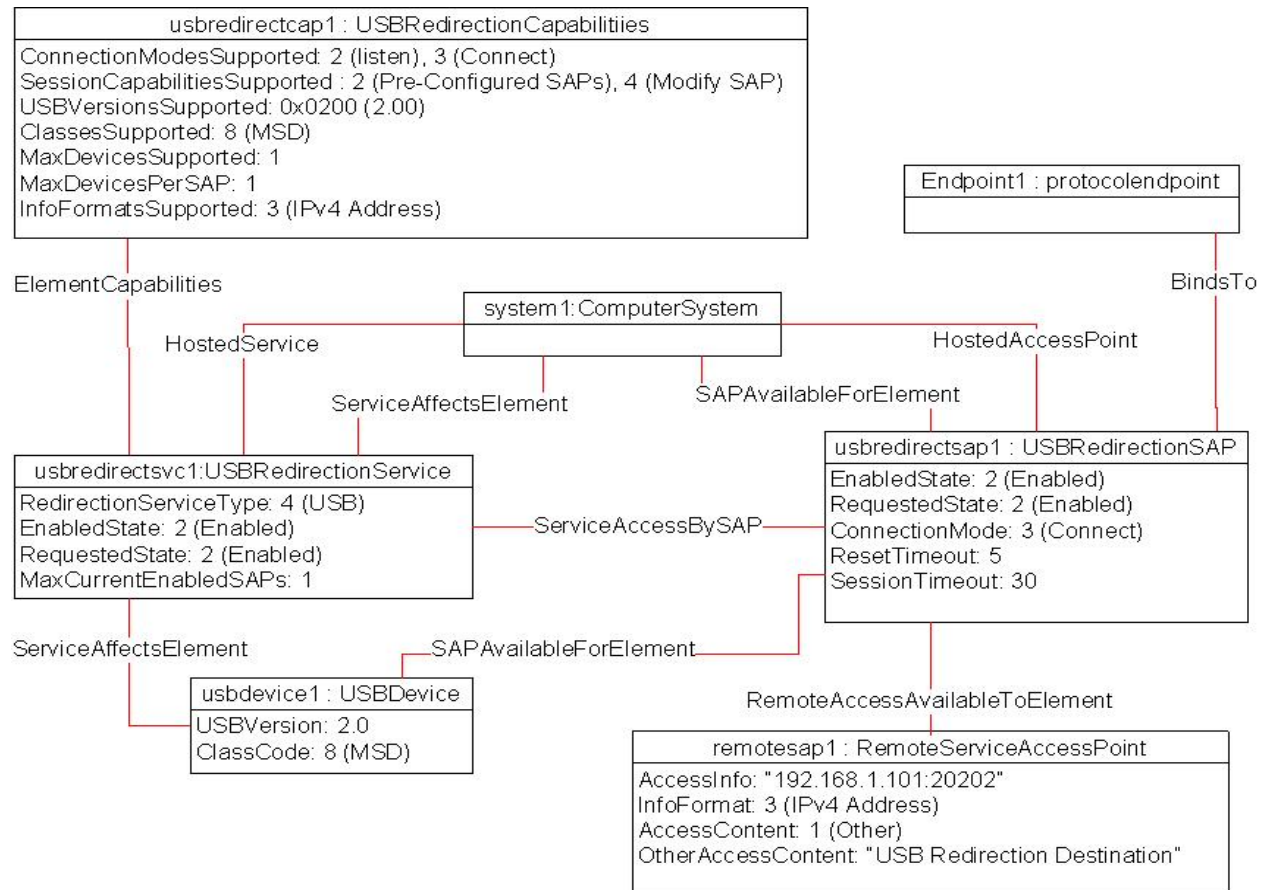 usbredirectcap1 : USBRedirectionCapabilitiies
ConnectionModesSupported: 2 (listen), 3 (Connect)
SessionCapabilitiesSupported : 2 (Pre-Configured SAPs), 4 (Modify SAP)
USBVersionsSupported: 0x0200 (2.00)
ClassesSupported: 8 (MSD)
MaxDevicesSupported: 1
MaxDevicesPerSAP: 1
InfoFormatsSupported: 3 (IPv4 Address)
Endpoint1 : protocolendpoint
ElementCapabilities
BindsTo
system1:ComputerSystem
HostedService
HostedAccessPoint
ServiceAffectsElement
SAPAvailableForElement
usbredirectsvc1:USBRedirectionService
RedirectionServiceType: 4 (USB)
EnabledState: 2 (Enabled)
RequestedState: 2 (Enabled)
MaxCurrentEnabledSAPs: 1
ServiceAccessBySAP
usbredirectsap1 : USBRedirectionSAP
EnabledState: 2 (Enabled)
RequestedState: 2 (Enabled)
ConnectionMode: 3 (Connect)
ResetTimeout: 5
SessionTimeout: 30
ServiceAffectsElement
SAPAvailableForElement
usbdevice1 : USBDevice
USBVersion: 2.0
ClassCode: 8 (MSD)
RemoteAccessAvailableToElement
remotesap1 : RemoteServiceAccessPoint
AccessInfo: "192.168.1.101:20202"
InfoFormat: 3 (IPv4 Address)
AccessContent: 1 (Other)
OtherAccessContent: "USB Redirection Destination"